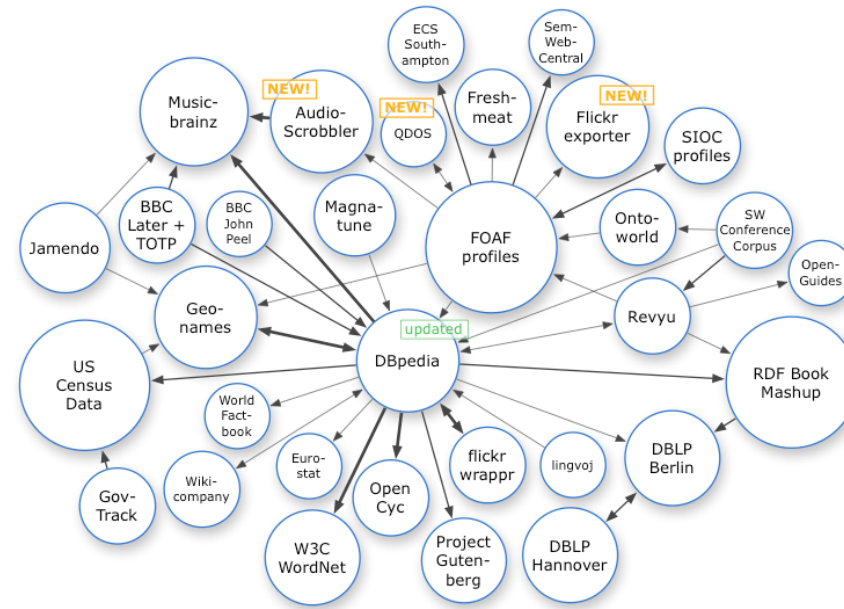 ECS
South-
ampton
Sem-
Web-
Central
Music-
brainz
NEW!
Audio-
Scrobbler
NEW!
QDOS
Fresh-
meat
NEW!
Flickr
exporter
SIOC
profiles
Jamendo
BBC
Later +
TOTP
BBC
John
Peel
Magna-
tune
FOAF
profiles
Onto-
world
SW
Conference
Corpus
Open-
Guides
Geo-
names
updated
DBpedia
Revyu
US
Census
Data
World
Fact-
book
RDF Book
Mashup
Wiki-
company
Euro-
stat
flickr
wrappr
lingvoj
DBLP
Berlin
Gov-
Track
Open
Cyc
W3C
WordNet
Project
Guten-
berg
DBLP
Hannover